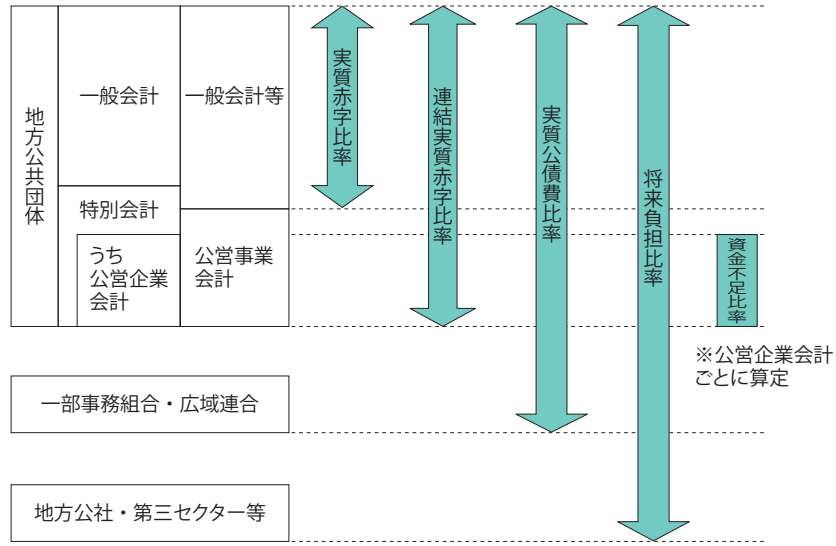 地方公共団体
一般会計
一般会計等
特別会計
うち
公営企業
会計
公営事業
会計
実質赤字比率
連結実質赤字比率
実質公債費比率
将来負担比率
資金不足比率
※公営企業会計
ごとに算定
一部事務組合・広域連合
地方公社・第三セクター等